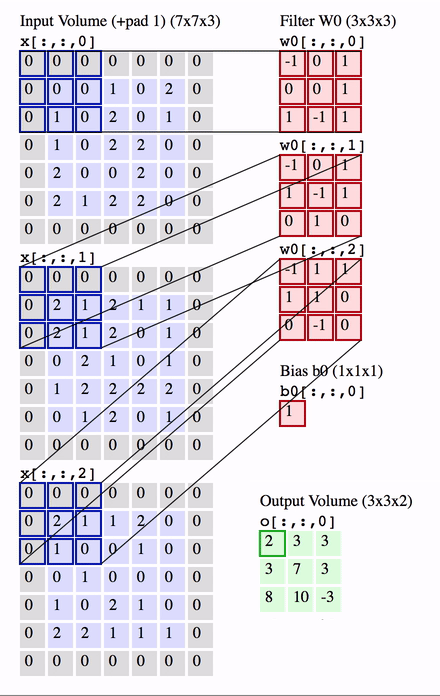 Input Volume (+pad 1) (7x7x3)
x[:,:,0]
0 0 0 0 0 0 0
0 0 0 1 0 2 0
0 1 0 2 0 1 0
0 1 0 2 2 0 0
0 2 0 0 2 0 0
0 2 1 2 2 0 0
0 0 0 0 0 0 0
x[:,:,1]
0 0 0 0 0 0 0
0 2 1 2 1 1 0
0 2 1 2 0 1 0
0 0 2 1 0 1 0
0 1 2 2 2 2 0
0 0 1 2 0 1 0
0 0 0 0 0 0 0
x[:,:,2]
0 0 0 0 0 0 0
0 2 1 1 2 0 0
0 1 0 0 1 0 0
0 0 1 0 0 0 0
0 1 0 2 1 0 0
0 2 2 1 1 1 0
0 0 0 0 0 0 0
Filter W0 (3x3x3)
w0[:,:,0]
-1 0 1
0 0 1
1 -1 1
w0[:,:,1]
-1 0 1
1 -1 1
0 1 0
w0[:,:,2]
-1 1 1
1 1 0
0 -1 0
Bias b0 (1x1x1)
b0[:,:,0]
1
Output Volume (3x3x2)
o[:,:,0]
2 3 3
3 7 3
8 10 -3